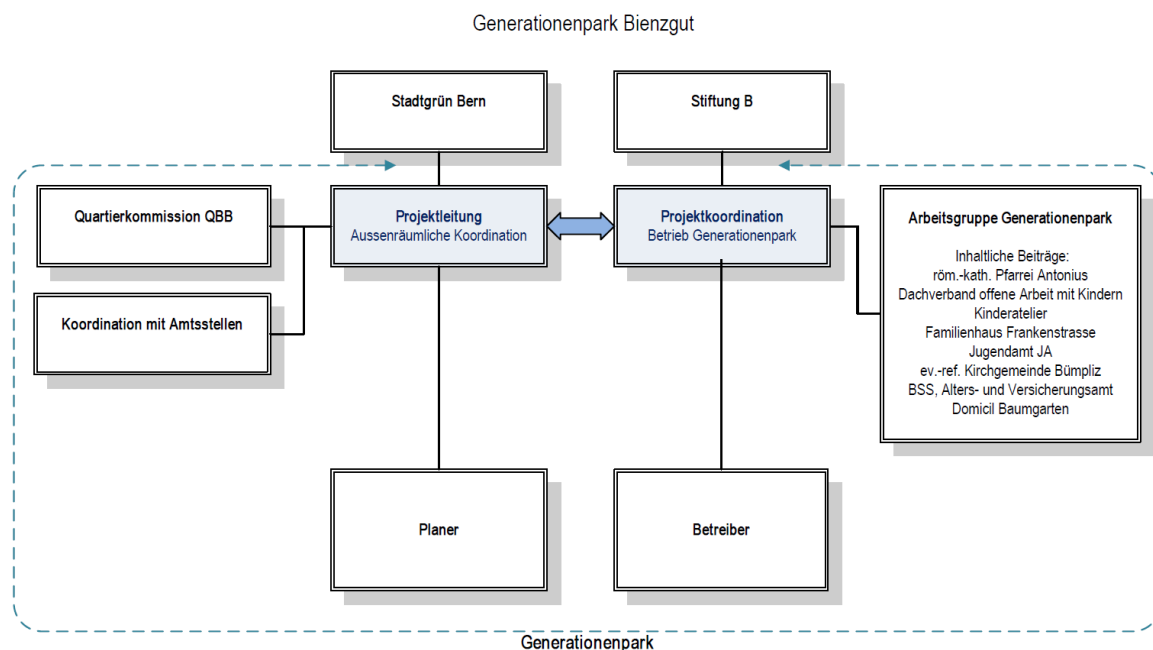 Generationenpark Bienzgut
Stadtgrün Bern
Stiftung B
Quartierkommission QBB
Projektleitung
Aussenräumliche Koordination
Projektkoordination
Betrieb Generationenpark
Koordination mit Amtsstellen
Arbeitsgruppe Generationenpark
Inhaltliche Beiträge:
röm.-kath. Pfarrei Antonius
Dachverband offene Arbeit mit Kindern
Kinderatelier
Familienhaus Frankenstrasse
Jugendamt JA
ev.-ref. Kirchgemeinde Bümpliz
BSS, Alters- und Versicherungsamt
Domicil Baumgarten
Planer
Betreiber
Generationenpark